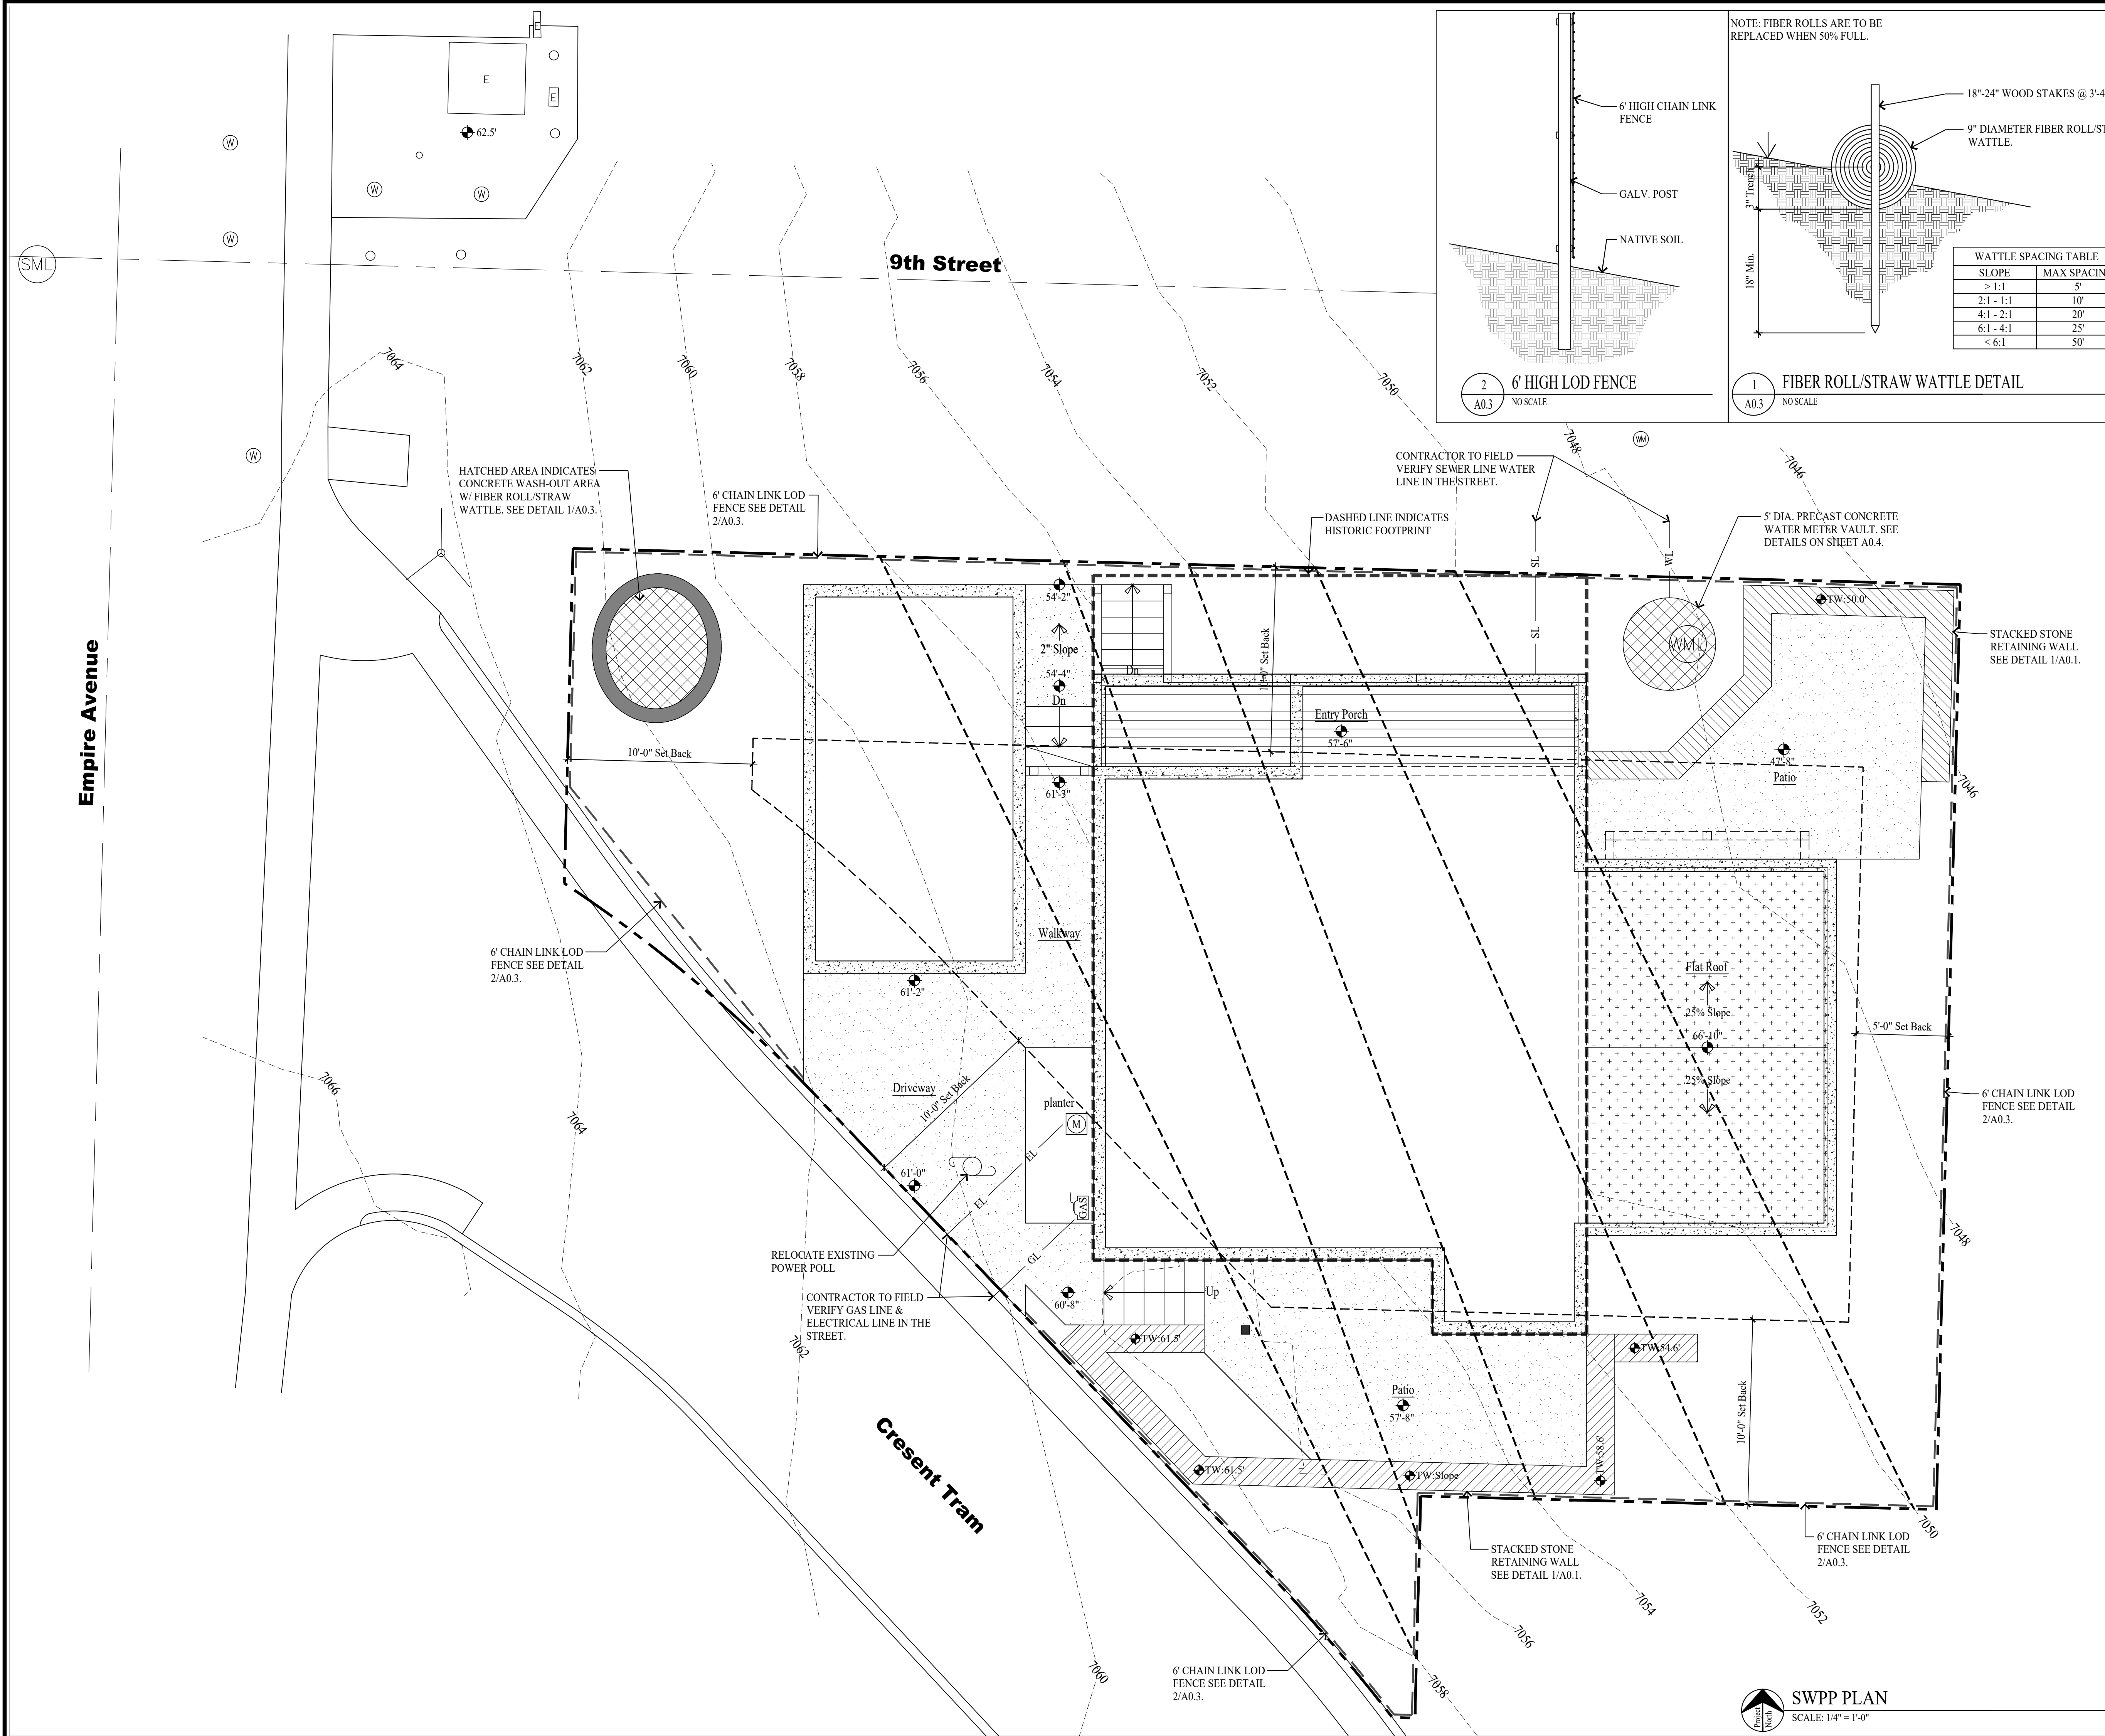 NOTE: FIBER ROLLS ARE TO BE
REPLACED WHEN 50% FULL.
6' HIGH CHAIN LINK
FENCE
GALV. POST
NATIVE SOIL
2
A0.3
6' HIGH LOD FENCE
NO SCALE
18"-24" WOOD STAKES @ 3'-4
9" DIAMETER FIBER ROLL/ST
WATTLE.
3" Trench
18" Min.
WATTLE SPACING TABLE
SLOPE MAX SPACIN
> 1:1 5'
2:1 - 1:1 10'
4:1 - 2:1 20'
6:1 - 4:1 25'
< 6:1 50'
1
A0.3
FIBER ROLL/STRAW WATTLE DETAIL
NO SCALE
E
E
E
62.5'
W
W
W
W
W
SML
9th Street
Empire Avenue
Cresent Tram
7064
7062
7060
7058
7056
7054
7052
7050
7048
7046
WM
HATCHED AREA INDICATES
CONCRETE WASH-OUT AREA
W/ FIBER ROLL/STRAW
WATTLE. SEE DETAIL 1/A0.3.
6' CHAIN LINK LOD
FENCE SEE DETAIL
2/A0.3.
DASHED LINE INDICATES
HISTORIC FOOTPRINT
CONTRACTOR TO FIELD
VERIFY SEWER LINE WATER
LINE IN THE STREET.
5' DIA. PRECAST CONCRETE
WATER METER VAULT. SEE
DETAILS ON SHEET A0.4.
SL
SL
WL
WML
TW:50.0'
STACKED STONE
RETAINING WALL
SEE DETAIL 1/A0.1.
54'-2"
2" Slope
54'-4"
Dn
Dn
10'-0" Set Back
Entry Porch
57'-6"
10'-0" Set Back
61'-3"
47'-8"
Patio
7046
Walkway
6' CHAIN LINK LOD
FENCE SEE DETAIL
2/A0.3.
61'-2"
Flat Roof
.25% Slope
66'-10"
.25% Slope
5'-0" Set Back
7066
7064
Driveway
10'-0" Set Back
planter
M
EL
EL
GAS
GL
61'-0"
6' CHAIN LINK LOD
FENCE SEE DETAIL
2/A0.3.
7048
RELOCATE EXISTING
POWER POLL
CONTRACTOR TO FIELD
VERIFY GAS LINE &
ELECTRICAL LINE IN THE
STREET.
60'-8"
Up
7062
TW:61.5'
TW:54.6'
Patio
57'-8"
10'-0" Set Back
TW:61.5'
TW:Slope
TW:58.6'
7050
STACKED STONE
RETAINING WALL
SEE DETAIL 1/A0.1.
6' CHAIN LINK LOD
FENCE SEE DETAIL
2/A0.3.
7054
7052
7056
7058
7060
6' CHAIN LINK LOD
FENCE SEE DETAIL
2/A0.3.
Project
North
SWPP PLAN
SCALE: 1/4" = 1'-0"